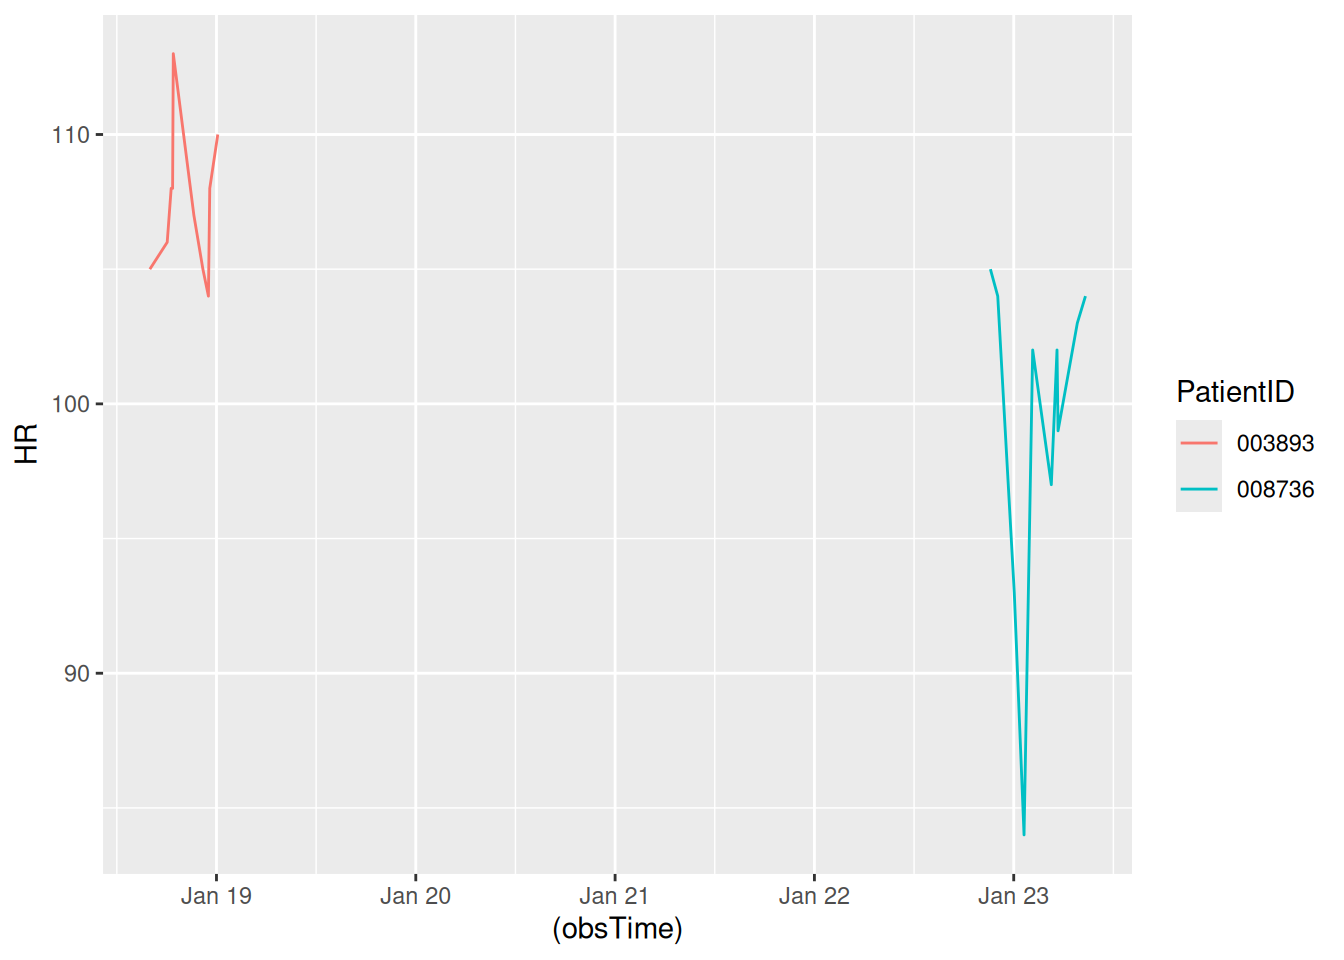 110
100
90
HR
Jan 19
Jan 20
Jan 21
Jan 22
Jan 23
(obsTime)
PatientID
003893
008736